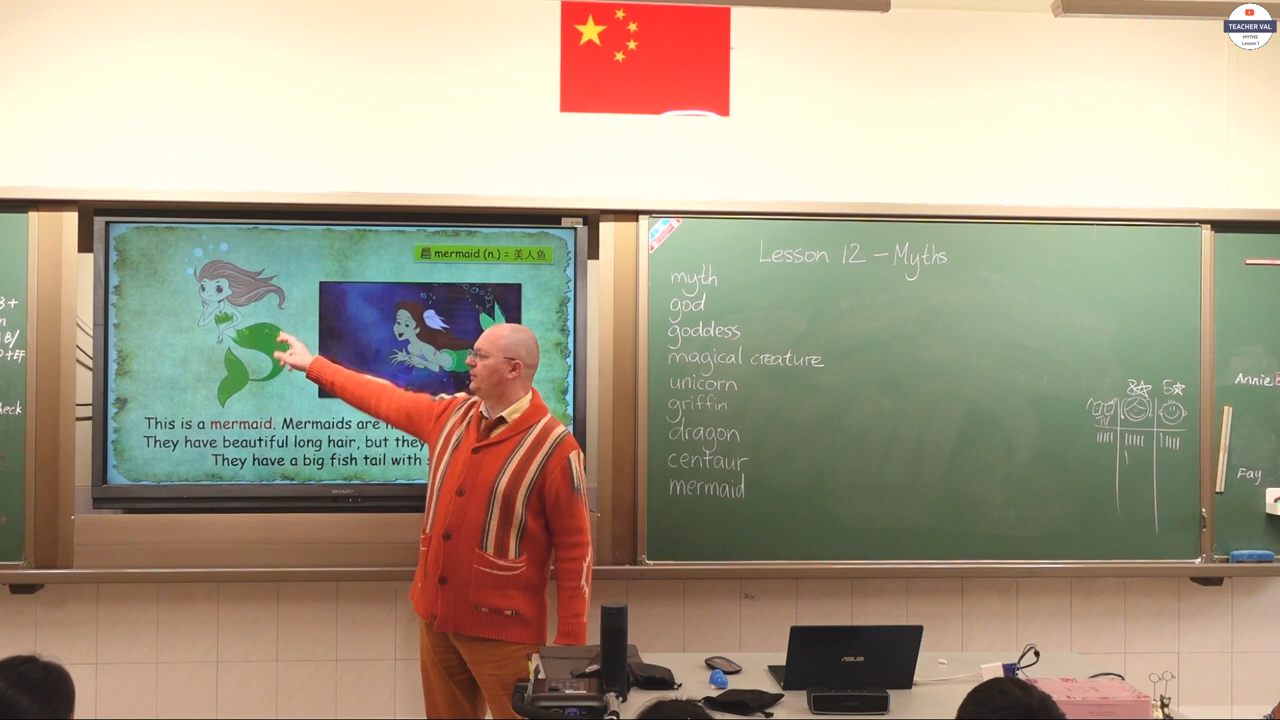 TEACHER VAL
MYTHS
Lesson 1
mermaid (n.) = 美人鱼
This is a mermaid. Mermaids are
They have beautiful long hair, but they
They have a big fish tail with
SHARP
Lesson 12 – Myths
myth
god
goddess
magical creature
unicorn
griffin
dragon
centaur
mermaid
8☆ 5☆
Annie
Fay
ASUS